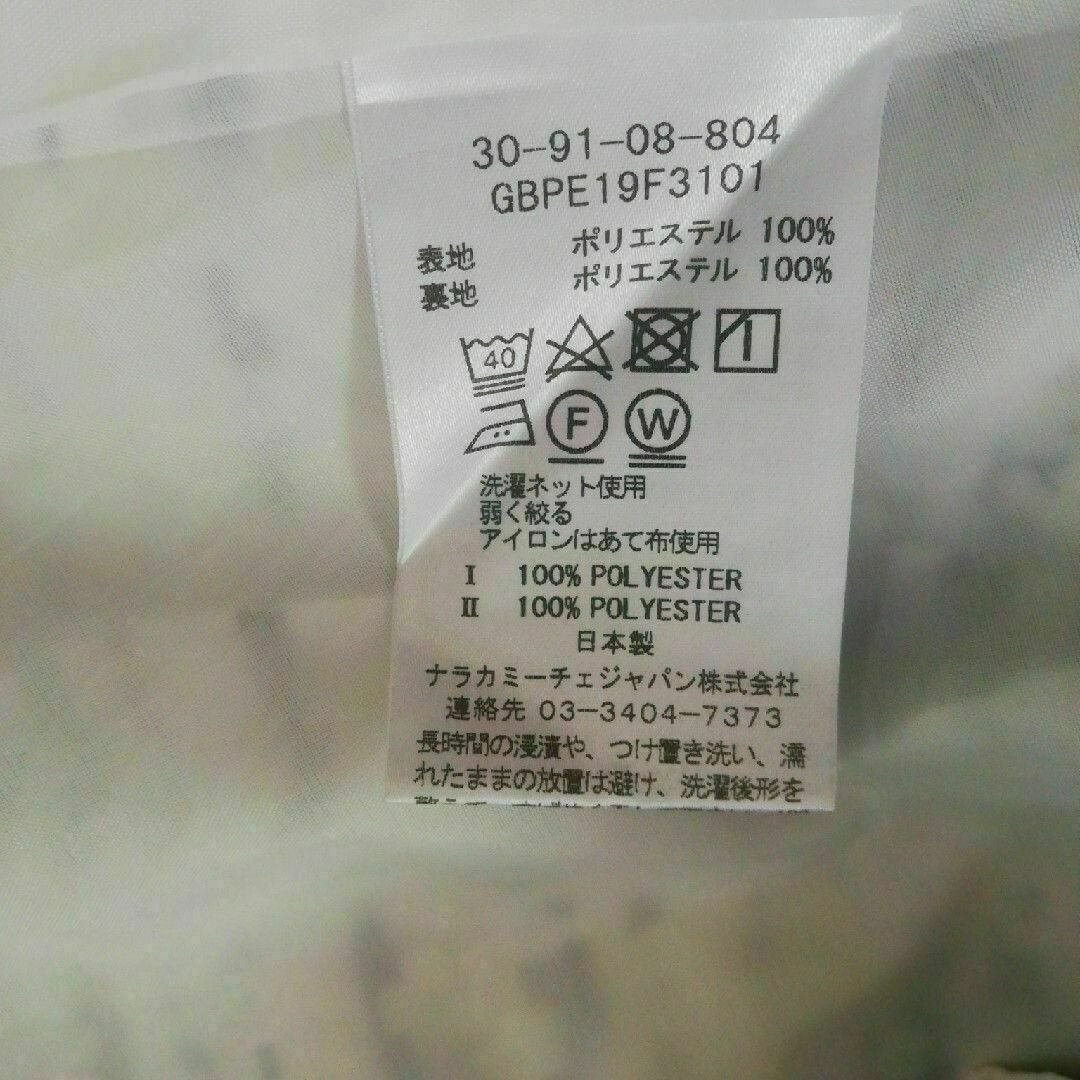 30-91-08-804
GBPE19F3101
表地 ポリエステル 100%
裏地 ポリエステル 100%
40
F W
洗濯ネット使用
弱く絞る
アイロンはあて布使用
I 100% POLYESTER
II 100% POLYESTER
日本製
ナラカミーチェジャパン株式会社
連絡先 03-3404-7373
長時間の浸漬や、つけ置き洗い、濡
れたままの放置は避け、洗濯後形を